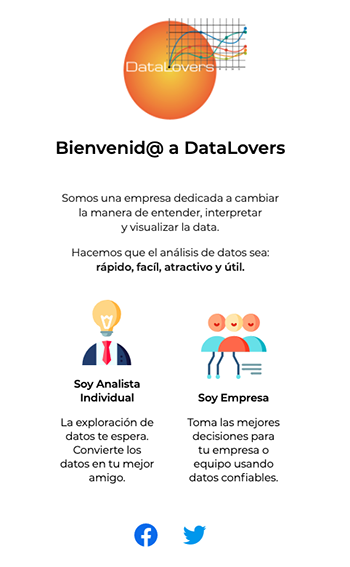 DataLovers
Bienvenid@ a DataLovers
Somos una empresa dedicada a cambiar
la manera de entender, interpretar
y visualizar la data.
Hacemos que el análisis de datos sea:
rápido, facíl, atractivo y útil.
Soy Analista
Individual
La exploración de
datos te espera.
Convierte los
datos en tu mejor
amigo.
Soy Empresa
Toma las mejores
decisiones para
tu empresa o
equipo usando
datos confiables.